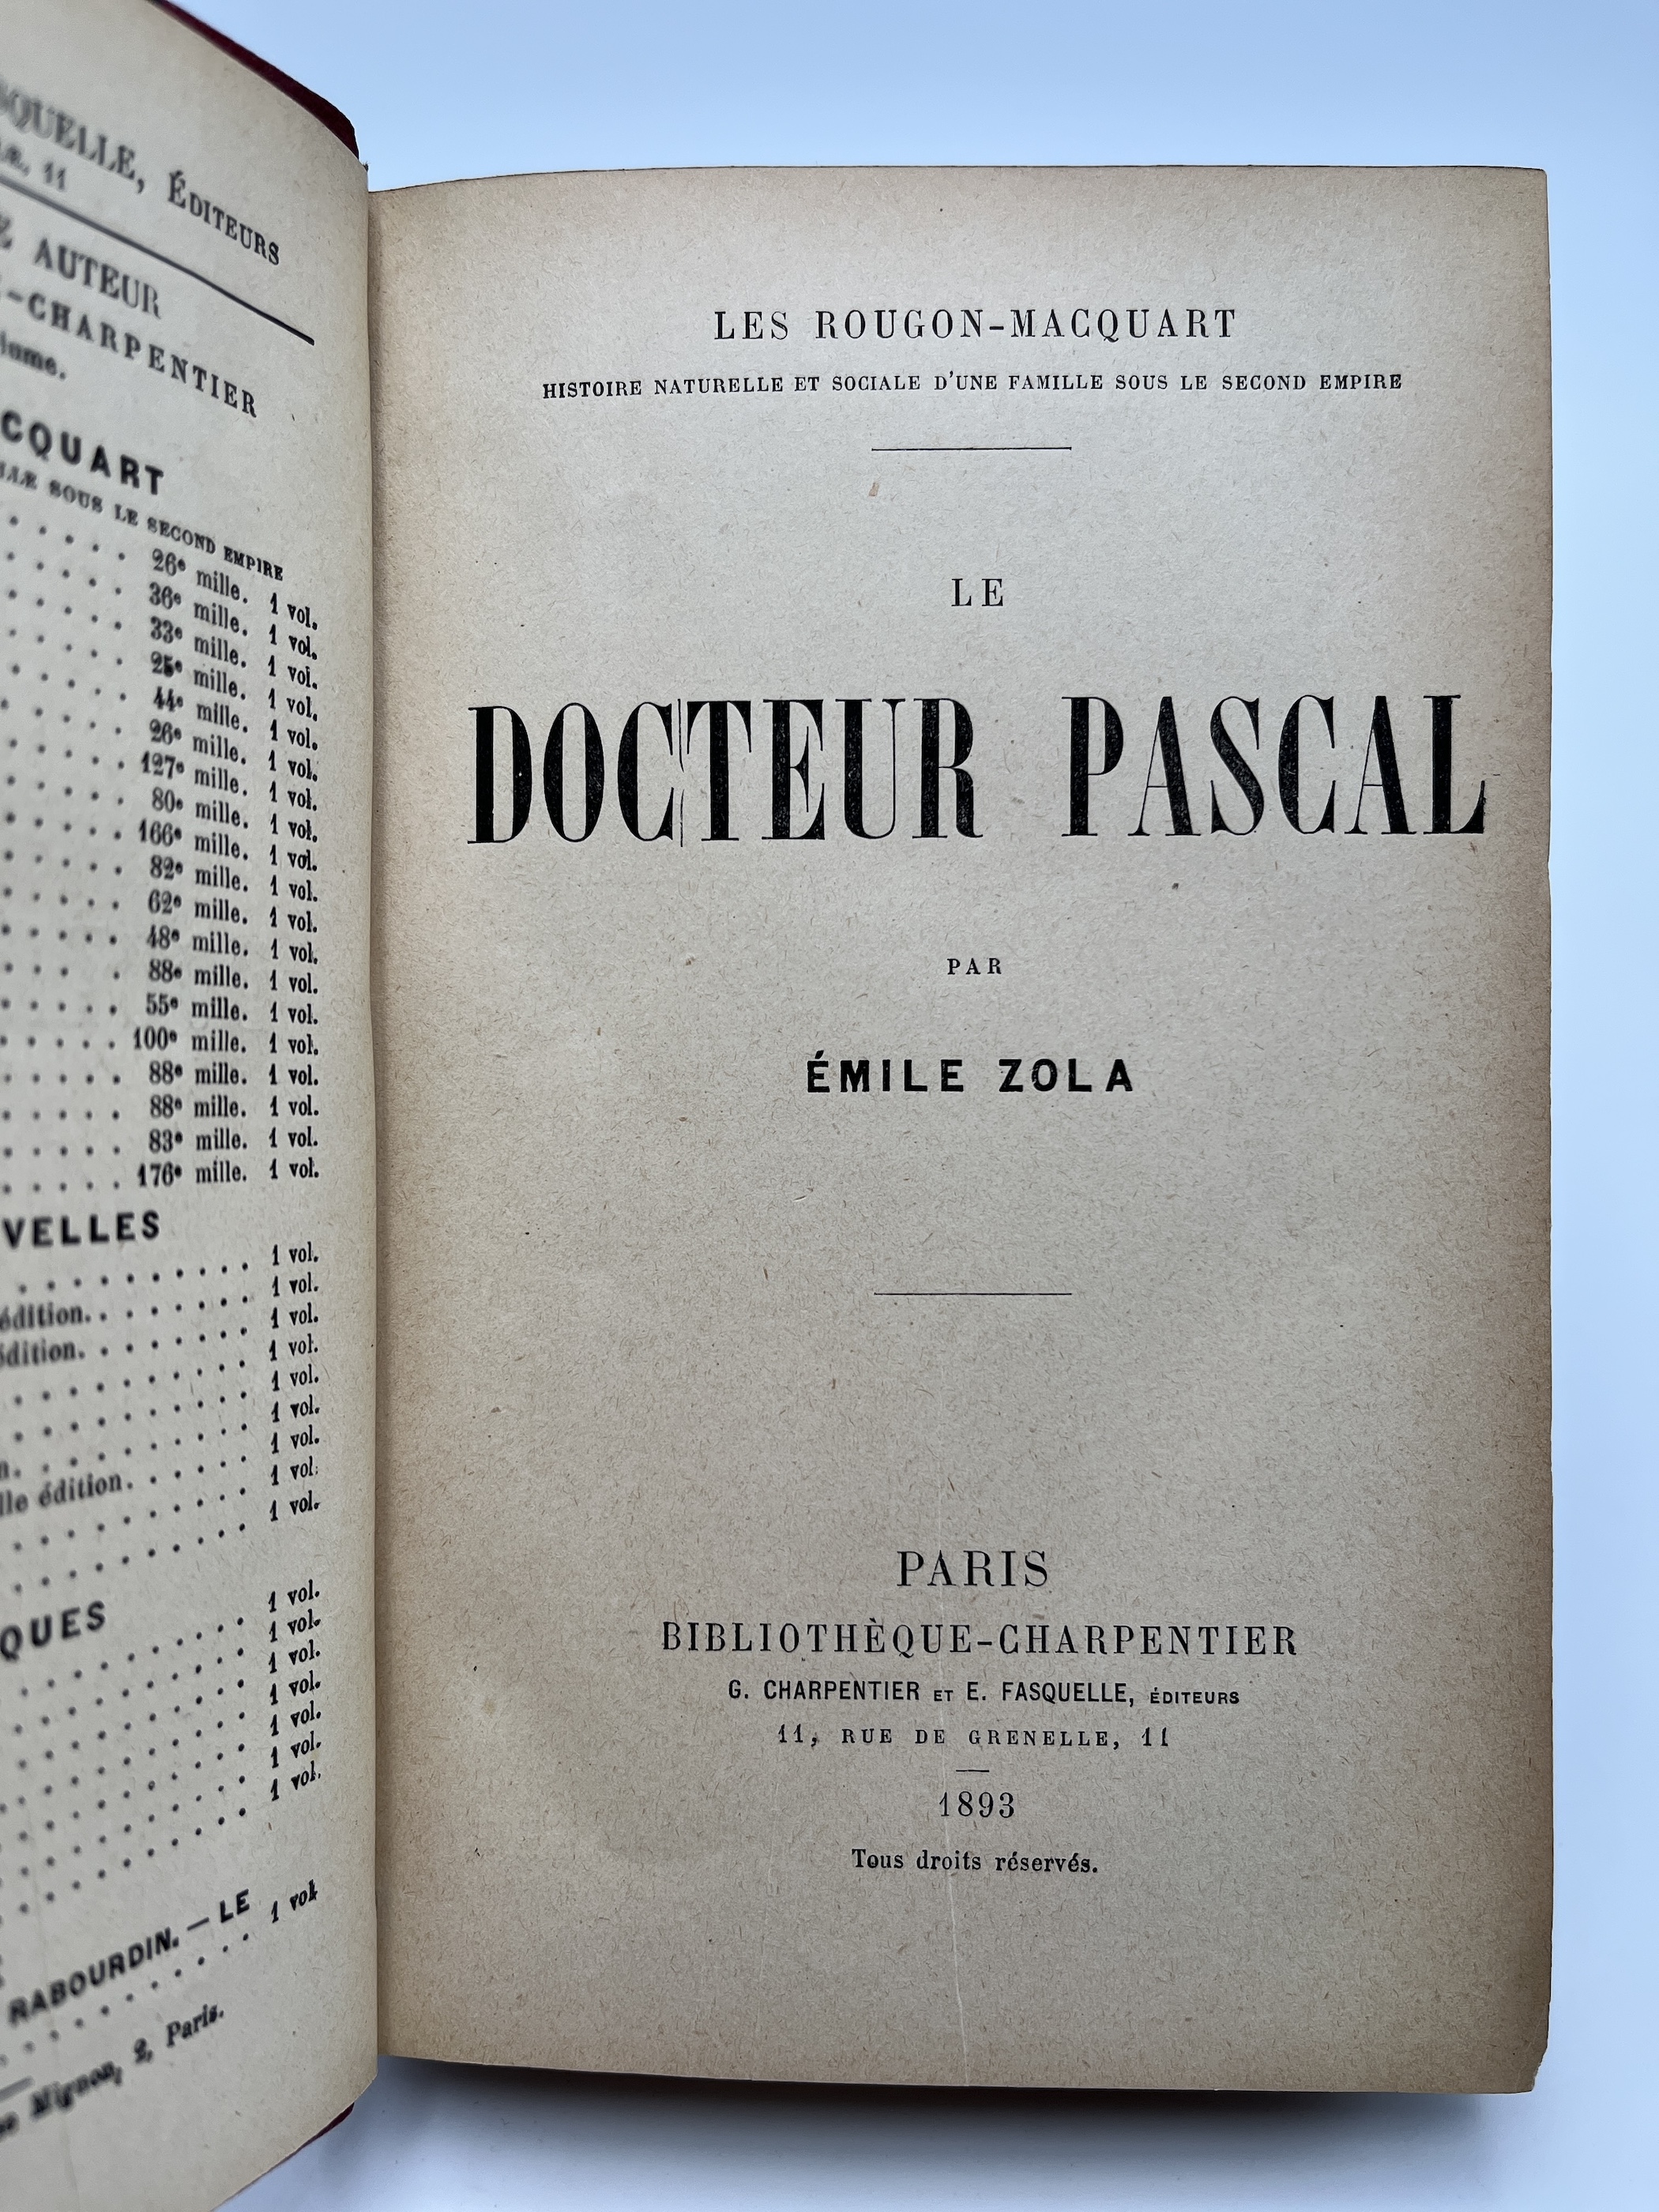 SQUELLE, ÉDITEURS
11
AUTEUR
-CHARPENTIER
CQUART
SOUS LE SECOND EMPIRE
. . . . . 26e mille. 1 vol.
. . . . . 36e mille. 1 vol.
. . . . . 33e mille. 1 vol.
. . . . . 25e mille. 1 vol.
. . . . . 44e mille. 1 vol.
. . . . . 26e mille. 1 vol.
. . . . . 127e mille. 1 vol.
. . . . . 80e mille. 1 vol.
. . . . . 166e mille. 1 vol.
. . . . . 82e mille. 1 vol.
. . . . . 62e mille. 1 vol.
. . . . . 48e mille. 1 vol.
. . . . 88e mille. 1 vol.
. . . . . 55e mille. 1 vol.
. . . . . 100e mille. 1 vol.
. . . . . 88e mille. 1 vol.
. . . . . 88e mille. 1 vol.
. . . . . 83e mille. 1 vol.
. . . . . 176e mille. 1 vol.
VELLES
. . . . . . . . . 1 vol.
édition. . . . . . . 1 vol.
édition. . . . . . . 1 vol.
. . . . . . . . . 1 vol.
. . . . . . . . . 1 vol.
. . . . . . . . . 1 vol.
lle édition. . . . . . 1 vol.
. . . . . . . . . 1 vol.
. . . . . . . . . 1 vol.
QUES
. . . . . . . . . 1 vol.
. . . . . . . . . 1 vol.
. . . . . . . . . 1 vol.
. . . . . . . . . 1 vol.
. . . . . . . . . 1 vol.
. . . . . . . . . 1 vol.
. . . . . . . . . 1 vol.
RABOURDIN. — LE
. . . . . . . . . 1 vol.
Mignon, 2, Paris.
LES ROUGON-MACQUART
HISTOIRE NATURELLE ET SOCIALE D'UNE FAMILLE SOUS LE SECOND EMPIRE
LE
DOCTEUR PASCAL
PAR
ÉMILE ZOLA
PARIS
BIBLIOTHÈQUE-CHARPENTIER
G. CHARPENTIER ET E. FASQUELLE, ÉDITEURS
11, RUE DE GRENELLE, 11
1893
Tous droits réservés.